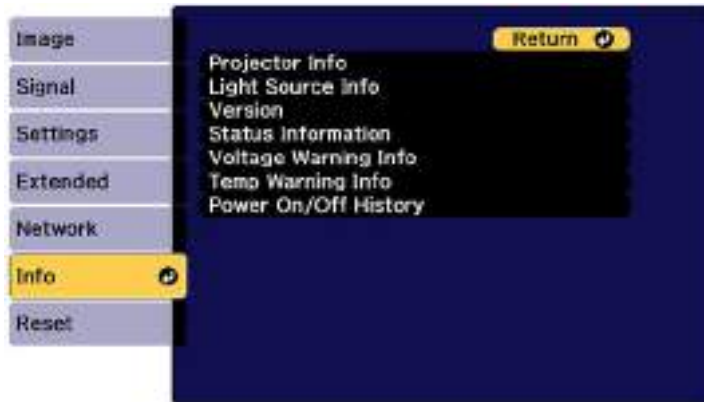 Image
Signal
Settings
Extended
Network
Info
Reset
Return
Projector Info
Light Source Info
Version
Status Information
Voltage Warning Info
Temp Warning Info
Power On/Off History